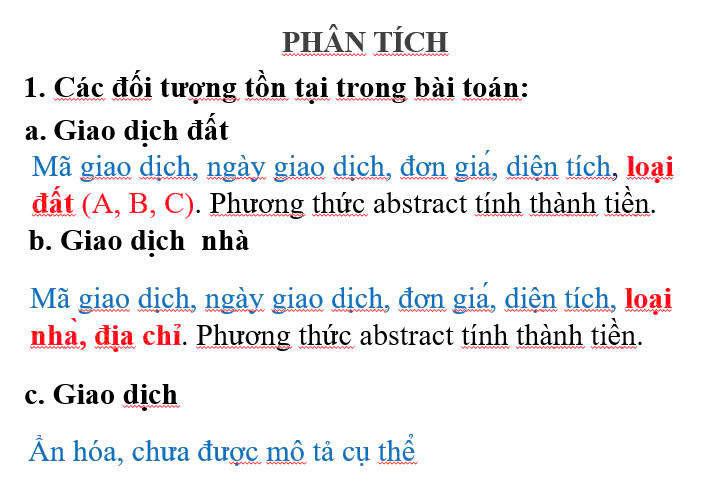 PHÂN TÍCH
1. Các đối tượng tồn tại trong bài toán:
a. Giao dịch đất
Mã giao dịch, ngày giao dịch, đơn giá, diện tích, loại
đất (A, B, C). Phương thức abstract tính thành tiền.
b. Giao dịch nhà
Mã giao dịch, ngày giao dịch, đơn giá, diện tích, loại
nhà, địa chỉ. Phương thức abstract tính thành tiền.
c. Giao dịch
Ẩn hóa, chưa được mô tả cụ thể